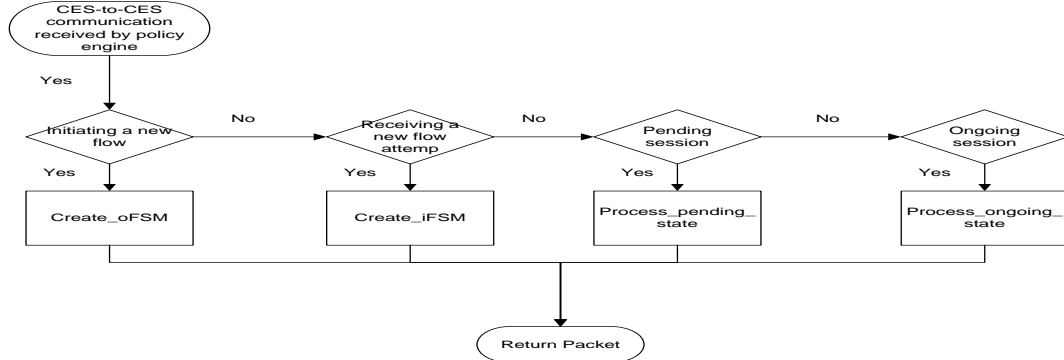 CES-to-CES
communication
received by policy
engine
Yes
Initiating a new
flow
No
Receiving a
new flow
attemp
No
Pending
session
No
Ongoing
session
Yes
Yes
Yes
Yes
Create_oFSM
Create_iFSM
Process_pending_
state
Process_ongoing_
state
Return Packet